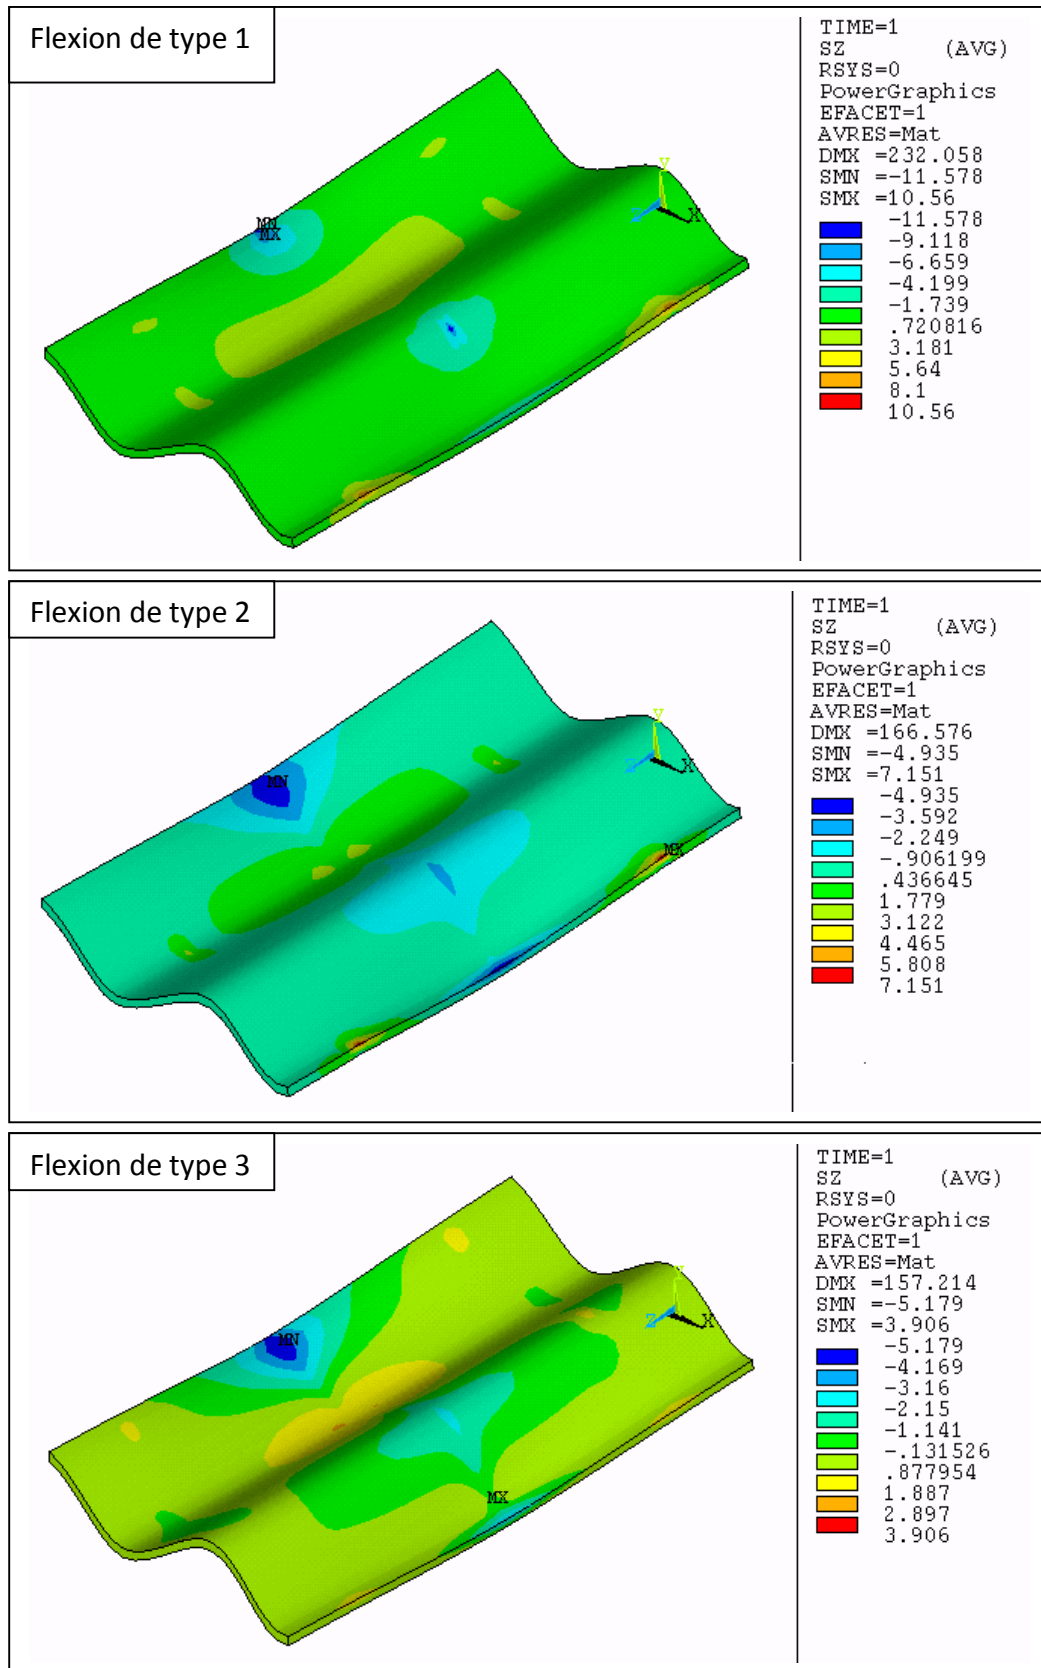 Flexion de type 1
TIME=1
SZ (AVG)
RSYS=0
PowerGraphics
EFACET=1
AVRES=Mat
DMX =232.058
SMN =-11.578
SMX =10.56
-11.578
-9.118
-6.659
-4.199
-1.739
.720816
3.181
5.64
8.1
10.56
MN
MX
Y
Z
X
Flexion de type 2
TIME=1
SZ (AVG)
RSYS=0
PowerGraphics
EFACET=1
AVRES=Mat
DMX =166.576
SMN =-4.935
SMX =7.151
-4.935
-3.592
-2.249
-.906199
.436645
1.779
3.122
4.465
5.808
7.151
MN
MX
Y
Z
X
Flexion de type 3
TIME=1
SZ (AVG)
RSYS=0
PowerGraphics
EFACET=1
AVRES=Mat
DMX =157.214
SMN =-5.179
SMX =3.906
-5.179
-4.169
-3.16
-2.15
-1.141
-.131526
.877954
1.887
2.897
3.906
MN
MX
Y
Z
X